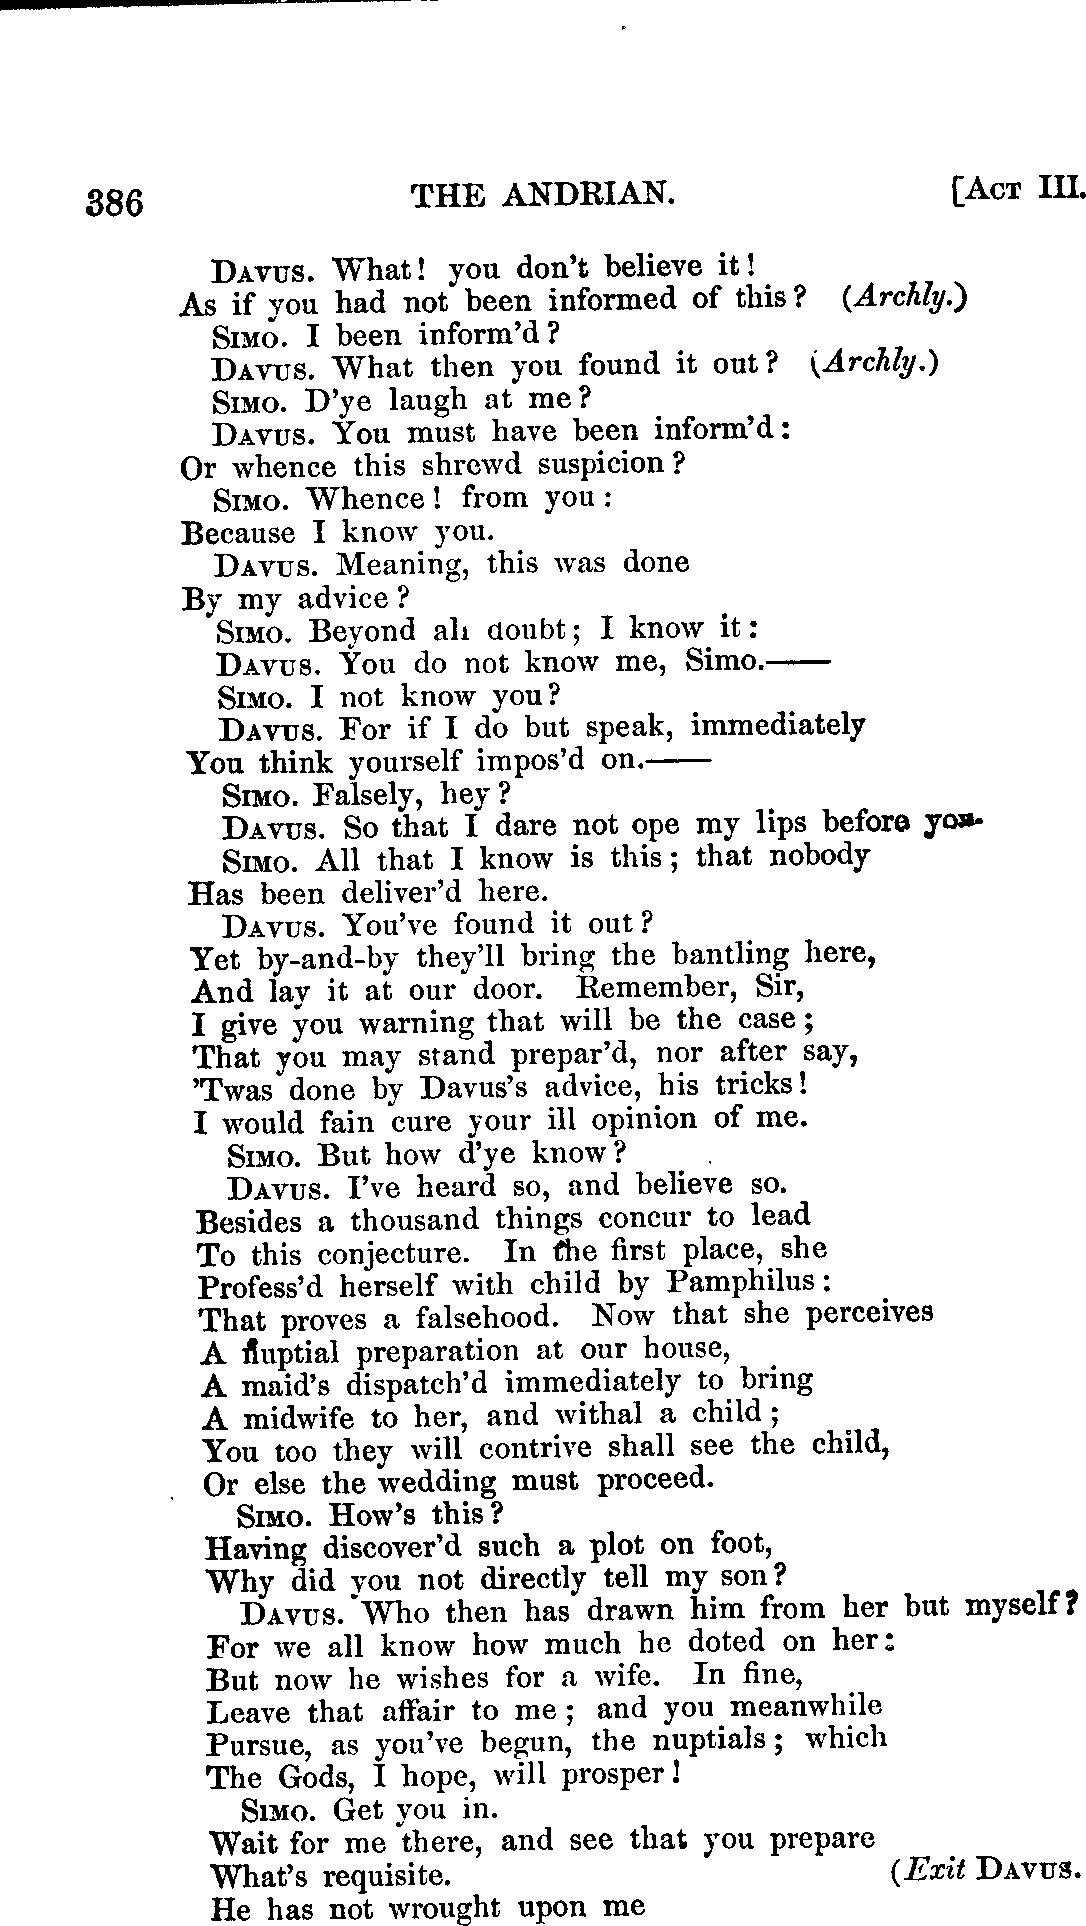 386 THE ANDRIAN. [ACT III.
DAVUS. What! you don't believe it!
As if you had not been informed of this? (Archly.)
SIMO. I been inform'd?
DAVUS. What then you found it out? (Archly.)
SIMO. D'ye laugh at me?
DAVUS. You must have been inform'd:
Or whence this shrewd suspicion?
SIMO. Whence! from you:
Because I know you.
DAVUS. Meaning, this was done
By my advice?
SIMO. Beyond all doubt; I know it:
DAVUS. You do not know me, Simo.——
SIMO. I not know you?
DAVUS. For if I do but speak, immediately
You think yourself impos'd on.——
SIMO. Falsely, hey?
DAVUS. So that I dare not ope my lips before you.
SIMO. All that I know is this; that nobody
Has been deliver'd here.
DAVUS. You've found it out?
Yet by-and-by they'll bring the bantling here,
And lay it at our door. Remember, Sir,
I give you warning that will be the case;
That you may stand prepar'd, nor after say,
'Twas done by Davus's advice, his tricks!
I would fain cure your ill opinion of me.
SIMO. But how d'ye know?
DAVUS. I've heard so, and believe so.
Besides a thousand things concur to lead
To this conjecture. In the first place, she
Profess'd herself with child by Pamphilus:
That proves a falsehood. Now that she perceives
A nuptial preparation at our house,
A maid's dispatch'd immediately to bring
A midwife to her, and withal a child;
You too they will contrive shall see the child,
Or else the wedding must proceed.
SIMO. How's this?
Having discover'd such a plot on foot,
Why did you not directly tell my son?
DAVUS. Who then has drawn him from her but myself?
For we all know how much he doted on her:
But now he wishes for a wife. In fine,
Leave that affair to me; and you meanwhile
Pursue, as you've begun, the nuptials; which
The Gods, I hope, will prosper!
SIMO. Get you in.
Wait for me there, and see that you prepare
What's requisite. (Exit DAVUS.
He has not wrought upon me